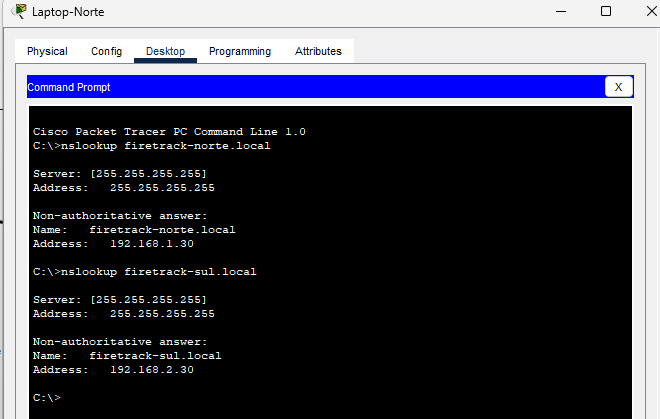 Laptop-Norte
Physical Config Desktop Programming Attributes
Command Prompt X
Cisco Packet Tracer PC Command Line 1.0
C:\>nslookup firetrack-norte.local
Server: [255.255.255.255]
Address:   255.255.255.255
Non-authoritative answer:
Name:   firetrack-norte.local
Address:   192.168.1.30
C:\>nslookup firetrack-sul.local
Server: [255.255.255.255]
Address:   255.255.255.255
Non-authoritative answer:
Name:   firetrack-sul.local
Address:   192.168.2.30
C:\>